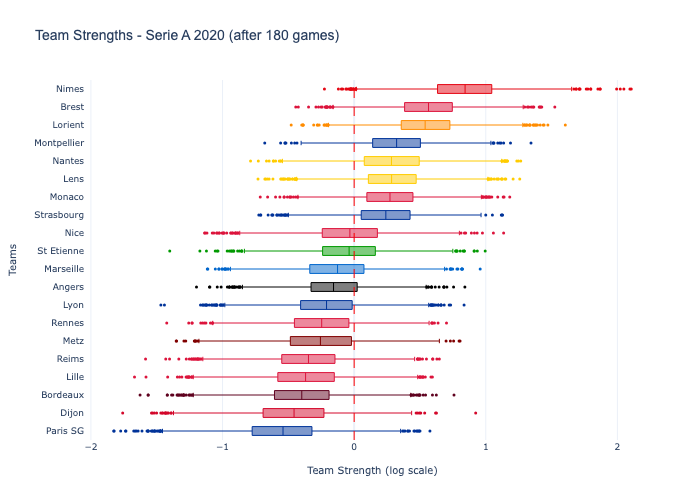 Team Strengths - Serie A 2020 (after 180 games)
Nimes
Brest
Lorient
Montpellier
Nantes
Lens
Monaco
Strasbourg
Nice
St Etienne
Marseille
Angers
Lyon
Rennes
Metz
Reims
Lille
Bordeaux
Dijon
Paris SG
Teams
−2 −1 0 1 2
Team Strength (log scale)